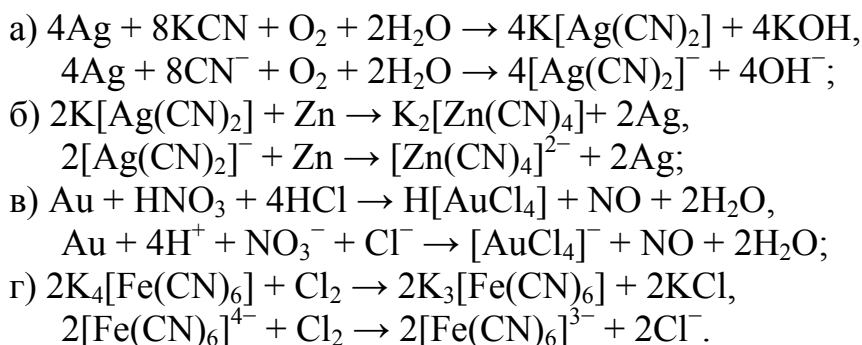 а) 4Ag + 8KCN + O₂ + 2H₂O → 4K[Ag(CN)₂] + 4KOH,
4Ag + 8CN⁻ + O₂ + 2H₂O → 4[Ag(CN)₂]⁻ + 4OH⁻;
б) 2K[Ag(CN)₂] + Zn → K₂[Zn(CN)₄]+ 2Ag,
2[Ag(CN)₂]⁻ + Zn → [Zn(CN)₄]²⁻ + 2Ag;
в) Au + HNO₃ + 4HCl → H[AuCl₄] + NO + 2H₂O,
Au + 4H⁺ + NO₃⁻ + Cl⁻ → [AuCl₄]⁻ + NO + 2H₂O;
г) 2K₄[Fe(CN)₆] + Cl₂ → 2K₃[Fe(CN)₆] + 2KCl,
2[Fe(CN)₆]⁴⁻ + Cl₂ → 2[Fe(CN)₆]³⁻ + 2Cl⁻.